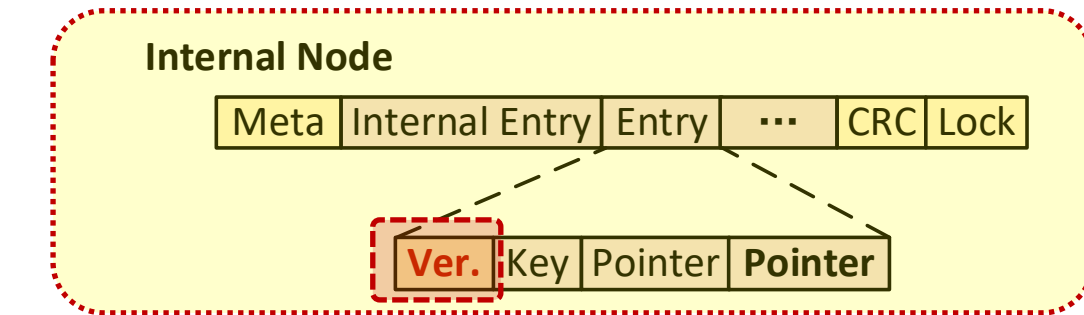 Internal Node
Meta Internal Entry Entry ... CRC Lock
Ver. Key Pointer Pointer